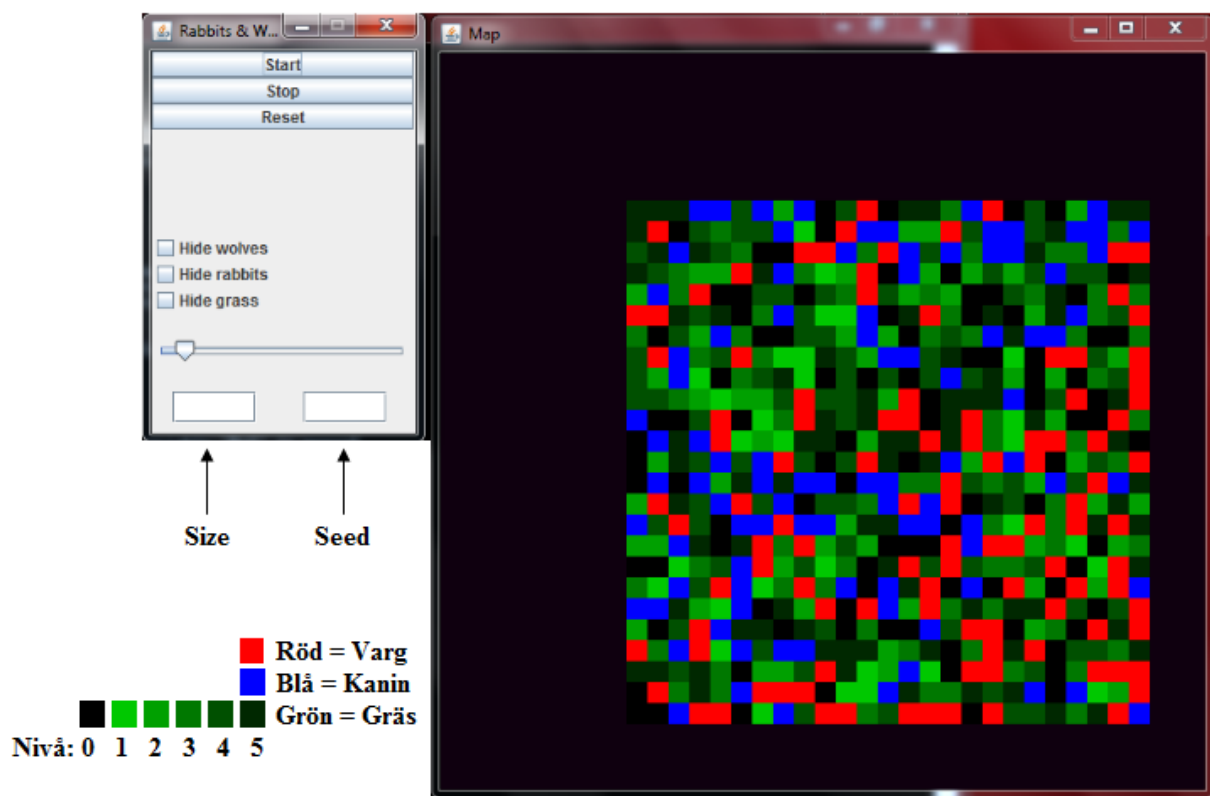 Rabbits & W...
Start
Stop
Reset
Hide wolves
Hide rabbits
Hide grass
Size
Seed
Map
Röd = Varg
Blå = Kanin
Grön = Gräs
Nivå: 0 1 2 3 4 5